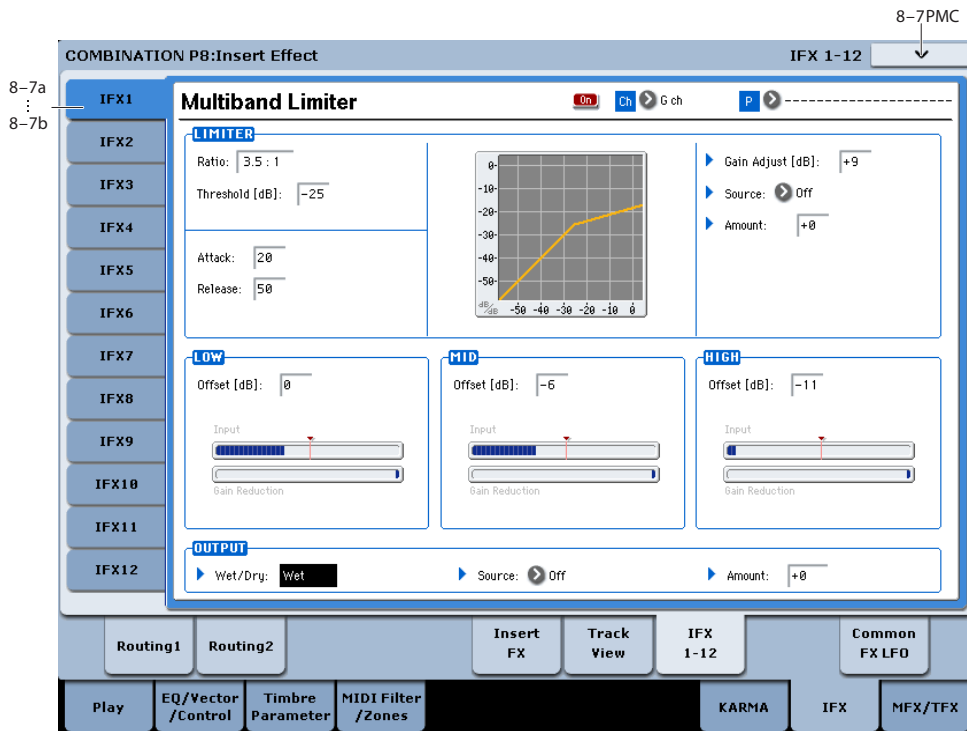 8–7PMC
COMBINATION P8:Insert Effect IFX 1-12
8–7a
8–7b
IFX1
IFX2
IFX3
IFX4
IFX5
IFX6
IFX7
IFX8
IFX9
IFX10
IFX11
IFX12
Multiband Limiter On Ch G ch P ------------------
LIMITER
Ratio: 3.5 : 1
Threshold [dB]: -25
Attack: 20
Release: 50
0-
-10-
-20-
-30-
-40-
-50-
dB/dB -50 -40 -30 -20 -10 0
Gain Adjust [dB]: +9
Source: Off
Amount: +0
LOW
Offset [dB]: 0
Input
Gain Reduction
MID
Offset [dB]: -6
Input
Gain Reduction
HIGH
Offset [dB]: -11
Input
Gain Reduction
OUTPUT
Wet/Dry: Wet Source: Off Amount: +0
Routing1
Routing2
Insert
FX
Track
View
IFX
1-12
Common
FX LFO
Play
EQ/Vector
/Control
Timbre
Parameter
MIDI Filter
/Zones
KARMA
IFX
MFX/TFX